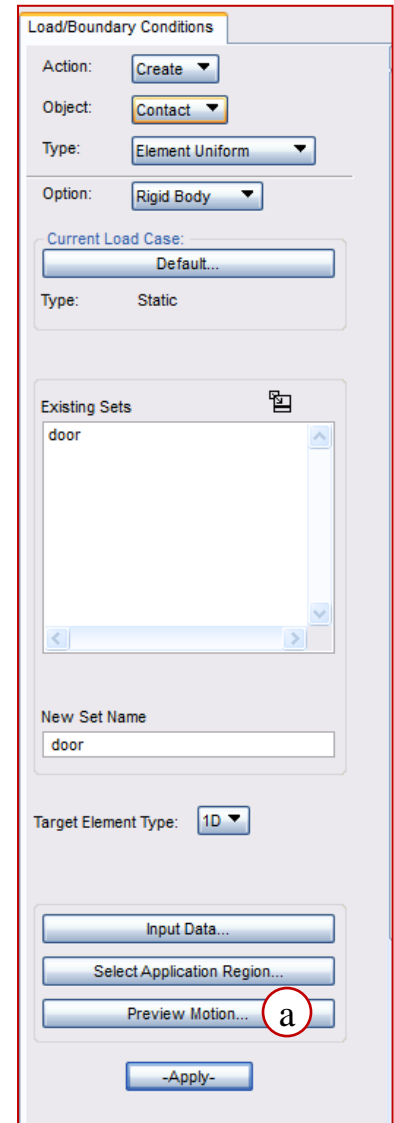 Load/Boundary Conditions
Action: Create
Object: Contact
Type: Element Uniform
Option: Rigid Body
Current Load Case:
Default...
Type: Static
Existing Sets
door
New Set Name
door
Target Element Type: 1D
Input Data...
Select Application Region...
Preview Motion... a
-Apply-